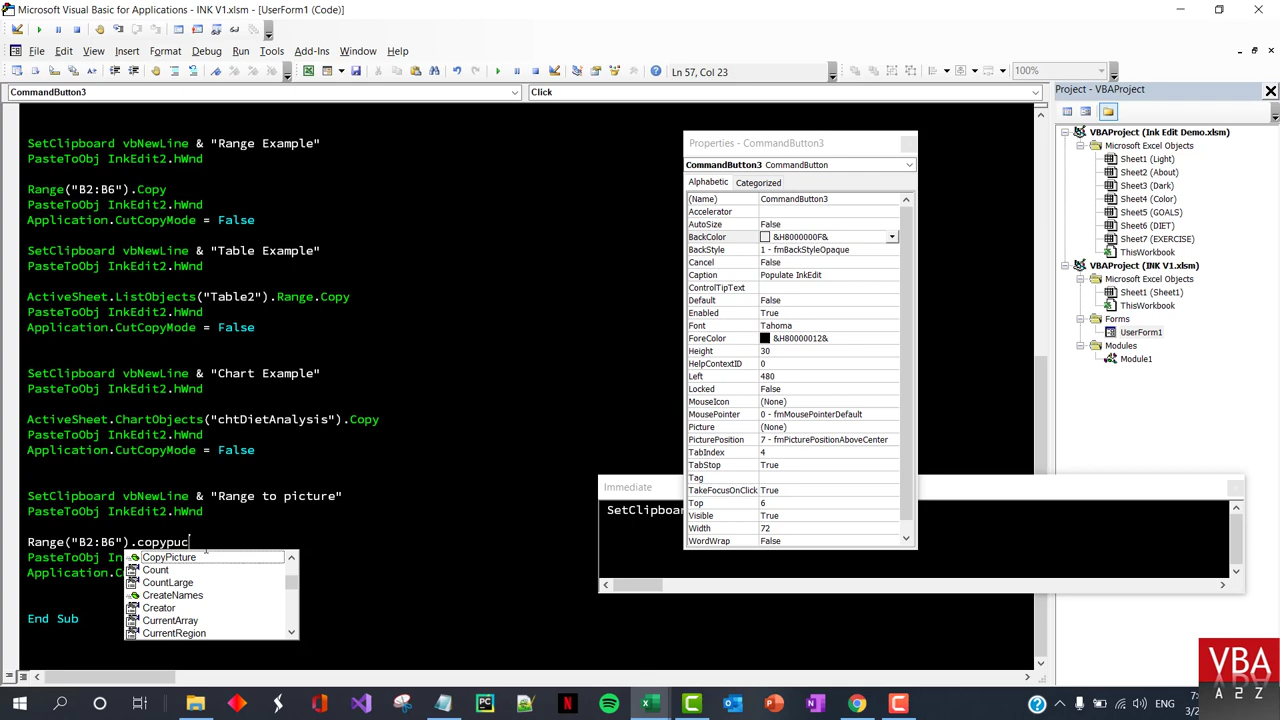 Microsoft Visual Basic for Applications - INK V1.xlsm - [UserForm1 (Code)]
File Edit View Insert Format Debug Run Tools Add-Ins Window Help
Ln 57, Col 23
100%
CommandButton3
Click
SetClipboard vbNewLine & "Range Example"
PasteToObj InkEdit2.hWnd
Range("B2:B6").Copy
PasteToObj InkEdit2.hWnd
Application.CutCopyMode = False
SetClipboard vbNewLine & "Table Example"
PasteToObj InkEdit2.hWnd
ActiveSheet.ListObjects("Table2").Range.Copy
PasteToObj InkEdit2.hWnd
Application.CutCopyMode = False
SetClipboard vbNewLine & "Chart Example"
PasteToObj InkEdit2.hWnd
ActiveSheet.ChartObjects("chtDietAnalysis").Copy
PasteToObj InkEdit2.hWnd
Application.CutCopyMode = False
SetClipboard vbNewLine & "Range to picture"
PasteToObj InkEdit2.hWnd
Range("B2:B6").copypuc
PasteToObj In
Application.Cu
End Sub
CopyPicture
Count
CountLarge
CreateNames
Creator
CurrentArray
CurrentRegion
Properties - CommandButton3
CommandButton3 CommandButton
Alphabetic Categorized
(Name) CommandButton3
Accelerator
AutoSize False
BackColor &H8000000F&
BackStyle 1 - fmBackStyleOpaque
Cancel False
Caption Populate InkEdit
ControlTipText
Default False
Enabled True
Font Tahoma
ForeColor &H80000012&
Height 30
HelpContextID 0
Left 480
Locked False
MouseIcon (None)
MousePointer 0 - fmMousePointerDefault
Picture (None)
PicturePosition 7 - fmPicturePositionAboveCenter
TabIndex 4
TabStop True
Tag
TakeFocusOnClick True
Top 6
Visible True
Width 72
WordWrap False
Immediate
SetClipboar
Project - VBAProject
VBAProject (Ink Edit Demo.xlsm)
Microsoft Excel Objects
Sheet1 (Light)
Sheet2 (About)
Sheet3 (Dark)
Sheet4 (Color)
Sheet5 (GOALS)
Sheet6 (DIET)
Sheet7 (EXERCISE)
ThisWorkbook
VBAProject (INK V1.xlsm)
Microsoft Excel Objects
Sheet1 (Sheet1)
ThisWorkbook
Forms
UserForm1
Modules
Module1
VBA
A 2 Z
ENG
7:
3/2